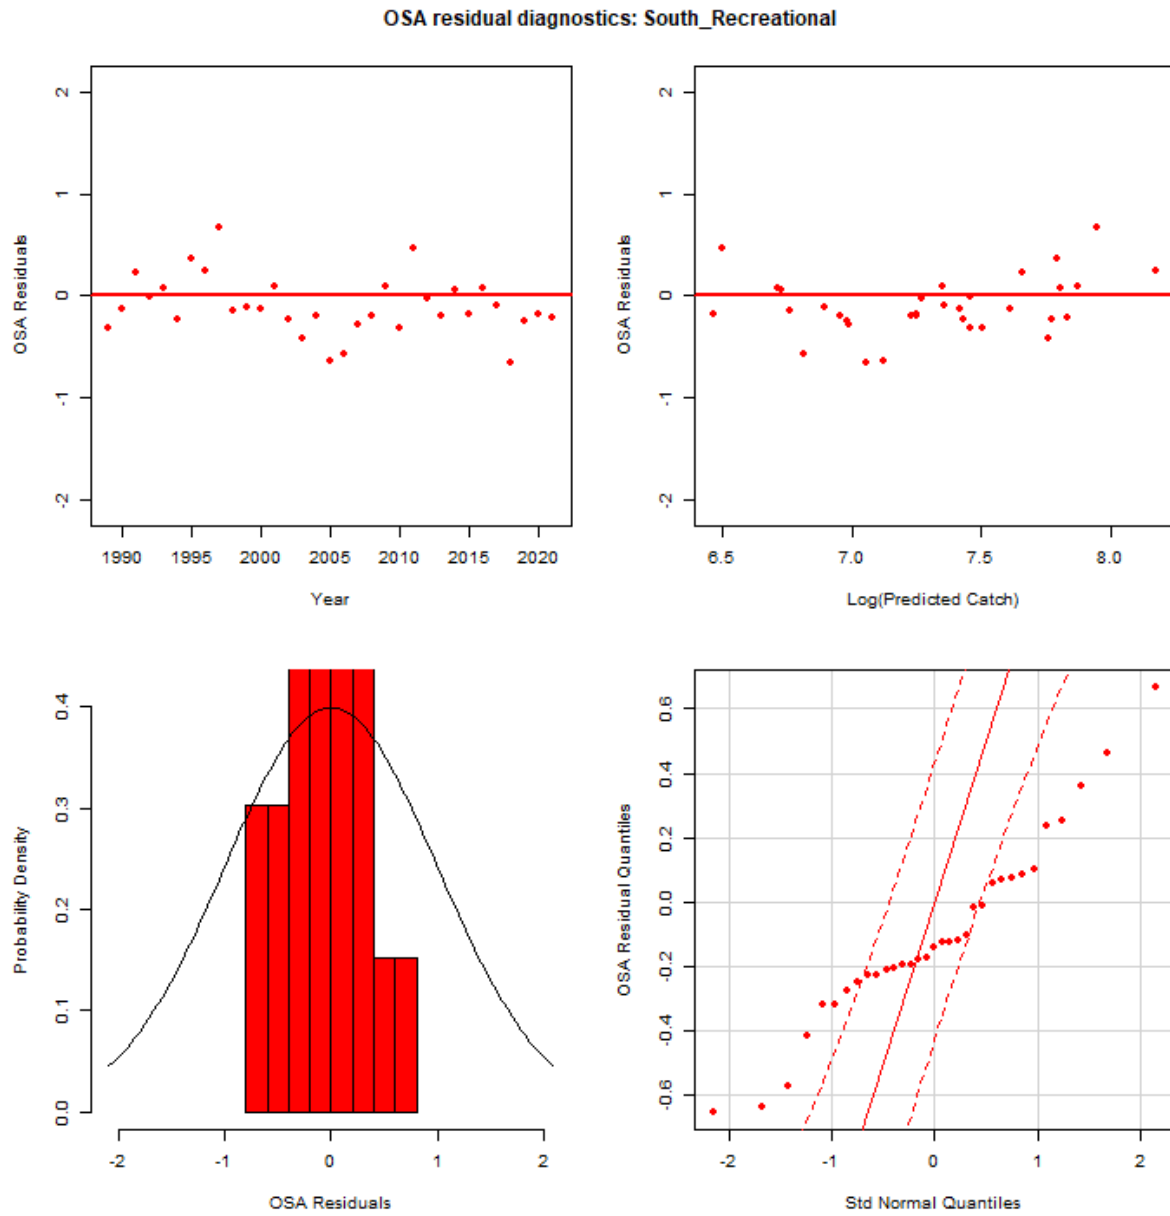 OSA residual diagnostics: South_Recreational
OSA Residuals
2
1
0
-1
-2
1990 1995 2000 2005 2010 2015 2020
Year
OSA Residuals
2
1
0
-1
-2
6.5 7.0 7.5 8.0
Log(Predicted Catch)
Probability Density
0.4
0.3
0.2
0.1
0.0
-2 -1 0 1 2
OSA Residuals
OSA Residual Quantiles
0.6
0.4
0.2
0.0
-0.2
-0.4
-0.6
-2 -1 0 1 2
Std Normal Quantiles